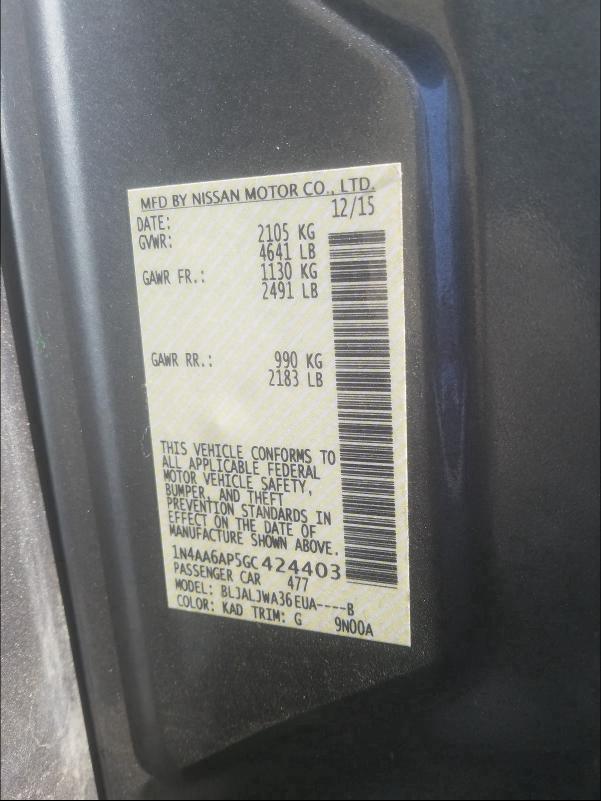 MFD BY NISSAN MOTOR CO., LTD.
DATE: 12/15
GVWR: 2105 KG
4641 LB
GAWR FR.: 1130 KG
2491 LB
GAWR RR.: 990 KG
2183 LB
THIS VEHICLE CONFORMS TO
ALL APPLICABLE FEDERAL
MOTOR VEHICLE SAFETY,
BUMPER, AND THEFT
PREVENTION STANDARDS IN
EFFECT ON THE DATE OF
MANUFACTURE SHOWN ABOVE.
1N4AA6AP5GC424403
PASSENGER CAR 477
MODEL: BLJALJWA36EUA----B
COLOR: KAD TRIM: G 9N00A